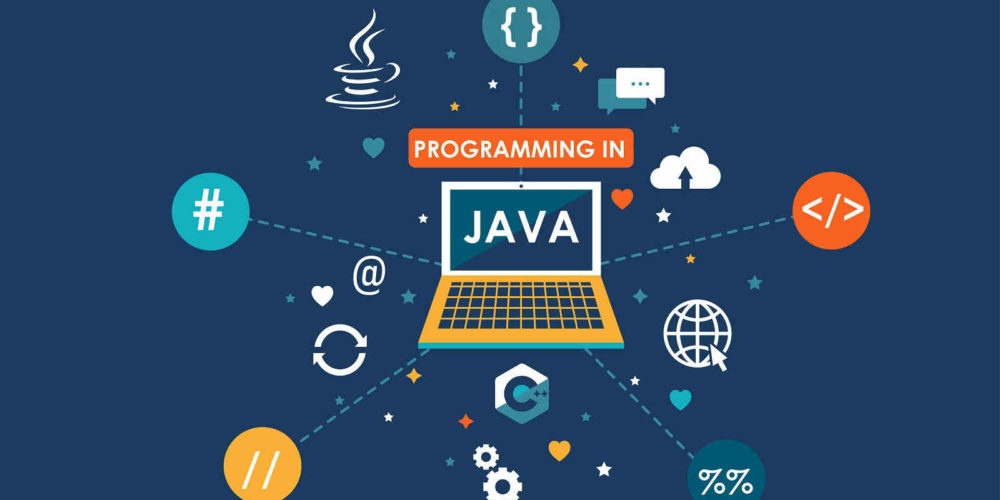 { }
...
PROGRAMMING IN
JAVA
#
</>
@
C++
//
%%